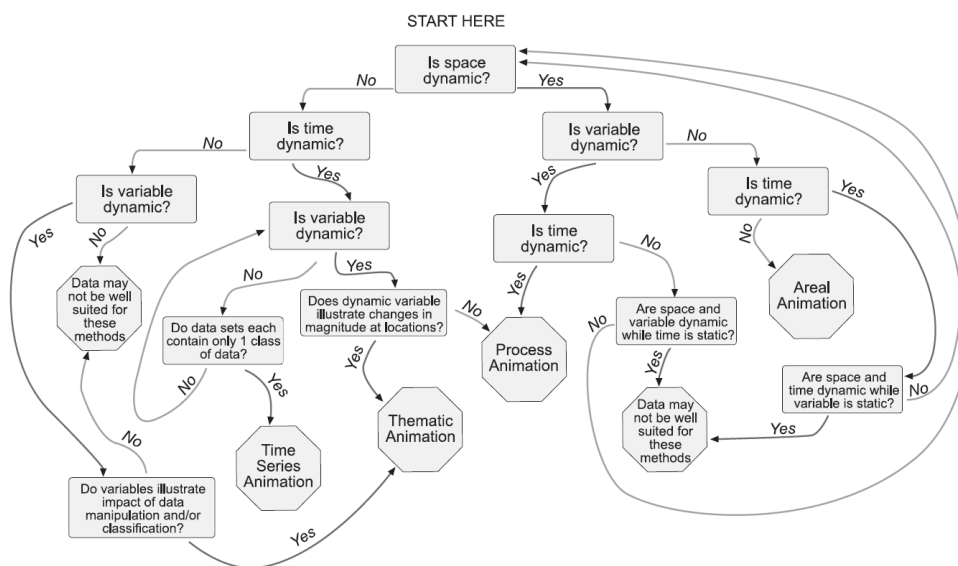 START HERE
Is space
dynamic?
No
Yes
Is time
dynamic?
Is variable
dynamic?
No
Yes
Yes
No
Is variable
dynamic?
Is variable
dynamic?
Is time
dynamic?
Is time
dynamic?
Yes
No
No
Yes
Yes
No
No
Yes
Data may
not be well
suited for
these
methods
Do data sets each
contain only 1 class
of data?
Does dynamic variable
illustrate changes in
magnitude at locations?
No
Process
Animation
Are space and
variable dynamic
while time is static?
No
Areal
Animation
No
Yes
Yes
Yes
Are space and
time dynamic while
variable is static?
No
Yes
Time
Series
Animation
Thematic
Animation
Data may
not be well
suited for
these
methods
No
Do variables illustrate
impact of data
manipulation and/or
classification?
Yes